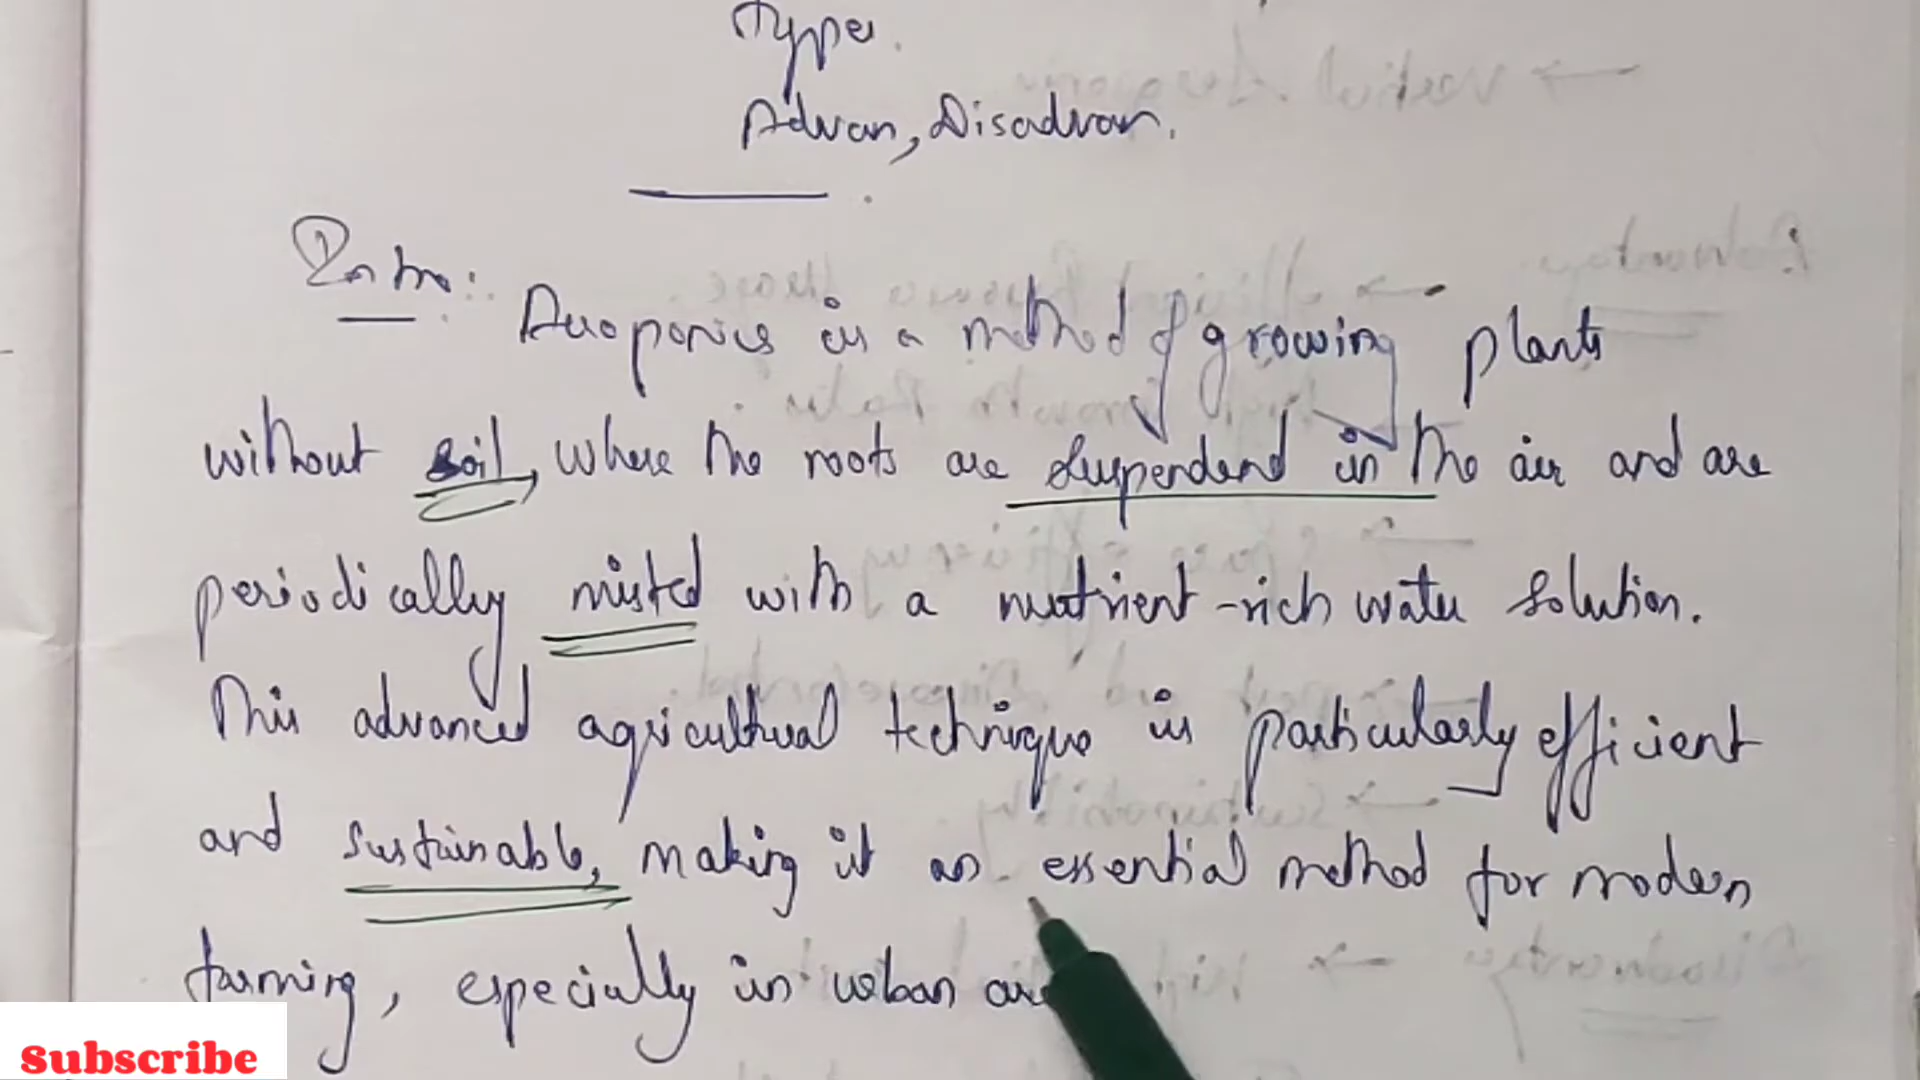 Types.
Advan, Disadvan.
Intro:
Aeroponics is a method of growing plants
without soil, where the roots are suspendend in the air and are
periodically misted with a nutrient-rich water solution.
This advanced agricultural technique is particularly efficient
and sustainable, making it an essential method for modern
farming, especially in urban
Subscribe